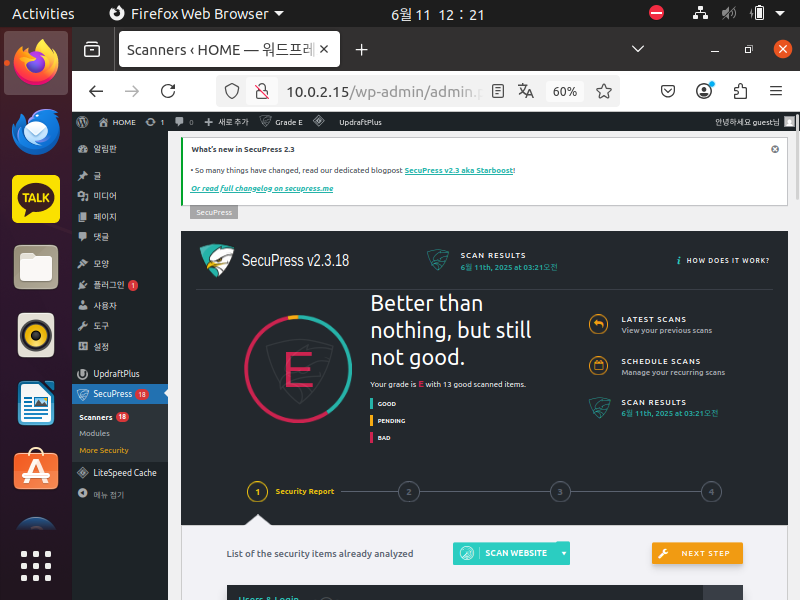 Activities
Firefox Web Browser
6월 11 12 : 21
Scanners ‹ HOME — 워드프레
10.0.2.15/wp-admin/admin.p
60%
HOME
1
0
새로 추가
Grade E
UpdraftPlus
안녕하세요 guest님
알림판
글
미디어
페이지
댓글
모양
플러그인 1
사용자
도구
설정
UpdraftPlus
SecuPress 18
Scanners 18
Modules
More Security
LiteSpeed Cache
메뉴 접기
TALK
What's new in SecuPress 2.3
• So many things have changed, read our dedicated blogpost SecuPress v2.3 aka Starboost!
Or read full changelog on secupress.me
SecuPress
SecuPress v2.3.18
SCAN RESULTS
6월 11th, 2025 at 03:21오전
HOW DOES IT WORK?
E
Better than
nothing, but still
not good.
Your grade is E with 13 good scanned items.
GOOD
PENDING
BAD
LATEST SCANS
View your previous scans
SCHEDULE SCANS
Manage your recurring scans
SCAN RESULTS
6월 11th, 2025 at 03:21오전
1 Security Report
2
3
4
List of the security items already analyzed
SCAN WEBSITE
NEXT STEP
Users & Login